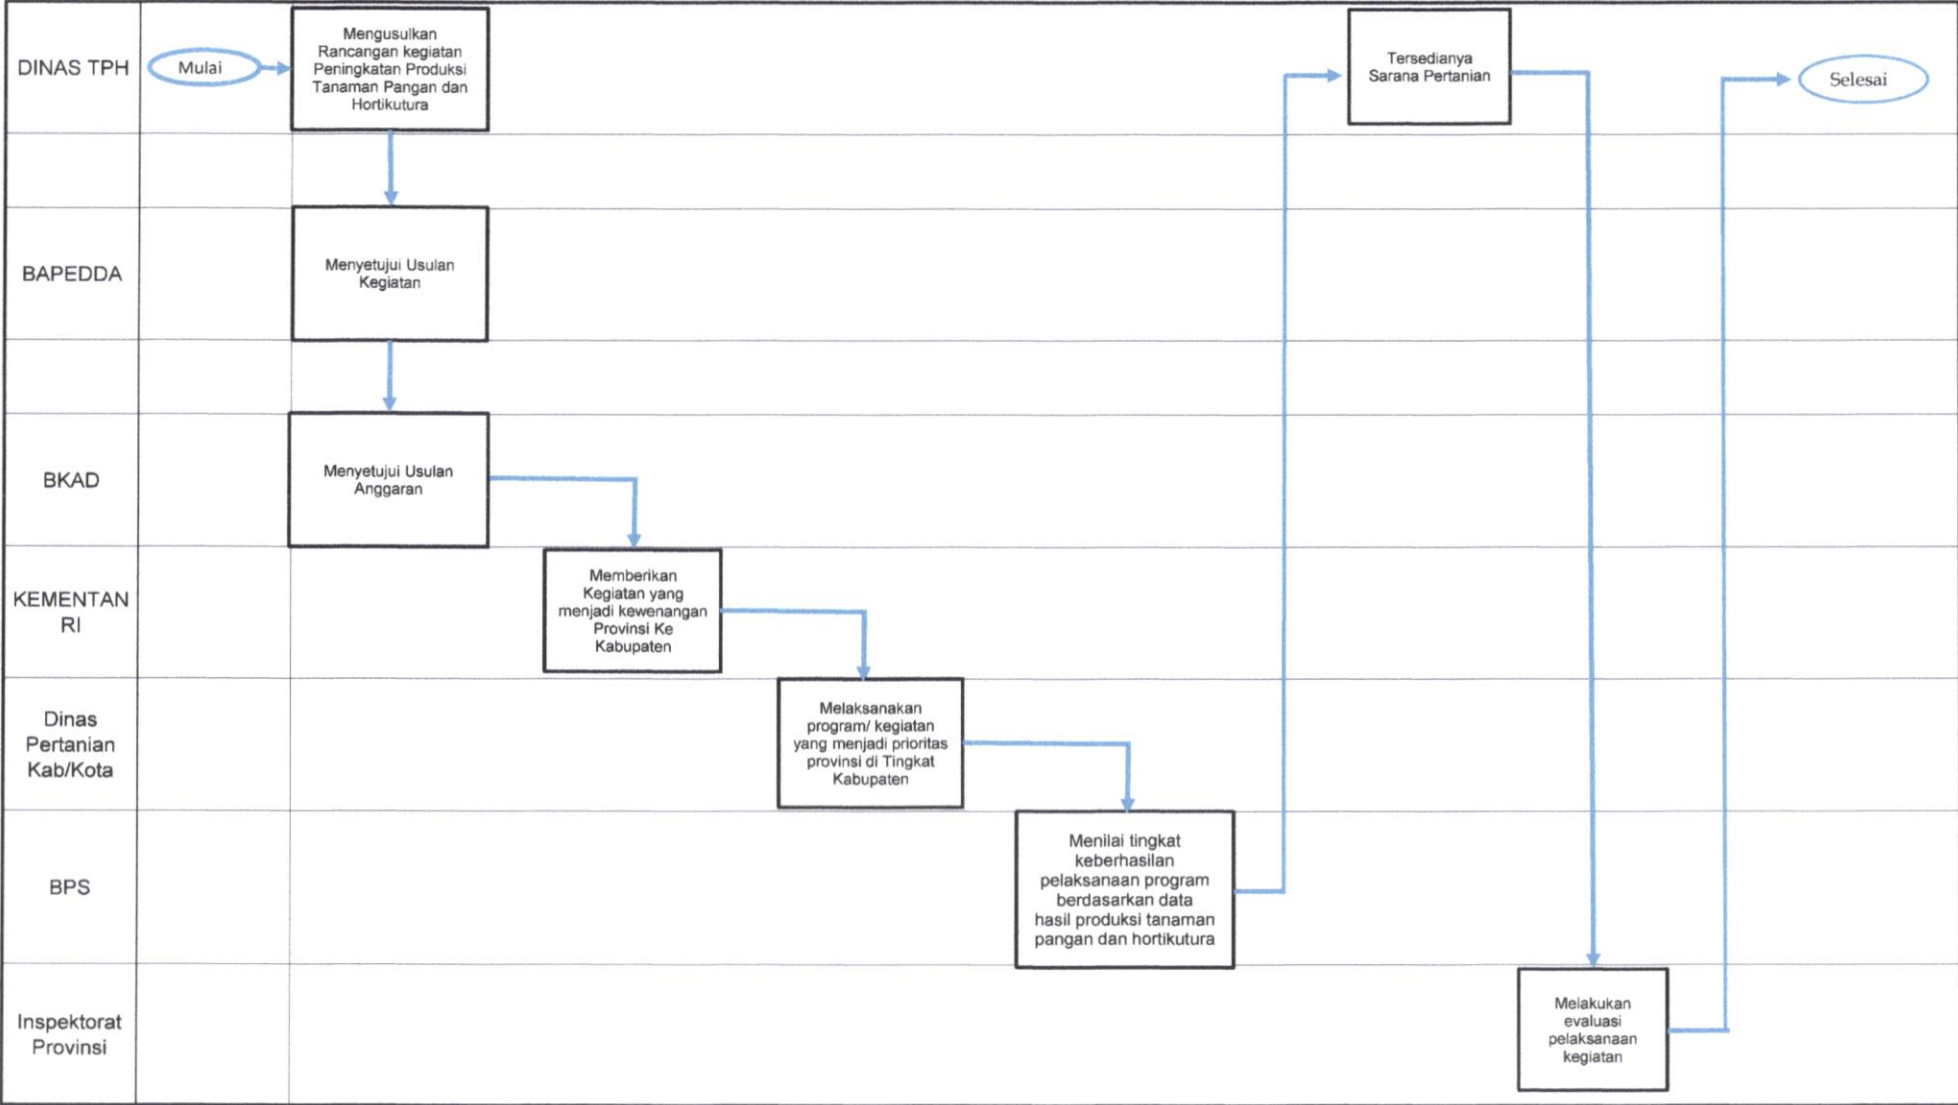 DINAS TPH
Mulai
Mengusulkan
Rancangan kegiatan
Peningkatan Produksi
Tanaman Pangan dan
Hortikutura
Tersedianya
Sarana Pertanian
Selesai
BAPEDDA
Menyetujui Usulan
Kegiatan
BKAD
Menyetujui Usulan
Anggaran
KEMENTAN
RI
Memberikan
Kegiatan yang
menjadi kewenangan
Provinsi Ke
Kabupaten
Dinas
Pertanian
Kab/Kota
Melaksanakan
program/ kegiatan
yang menjadi prioritas
provinsi di Tingkat
Kabupaten
BPS
Menilai tingkat
keberhasilan
pelaksanaan program
berdasarkan data
hasil produksi tanaman
pangan dan hortikutura
Inspektorat
Provinsi
Melakukan
evaluasi
pelaksanaan
kegiatan